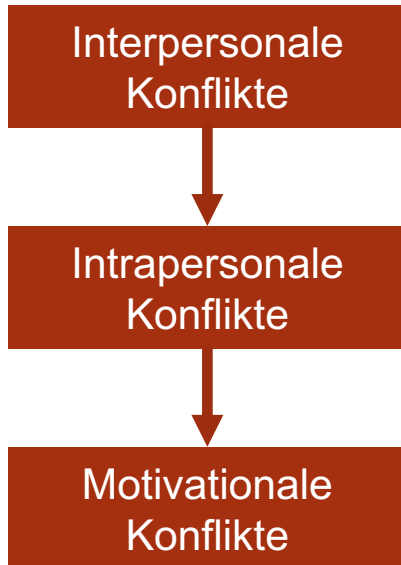 Interpersonale
Konflikte
Intrapersonale
Konflikte
Motivationale
Konflikte